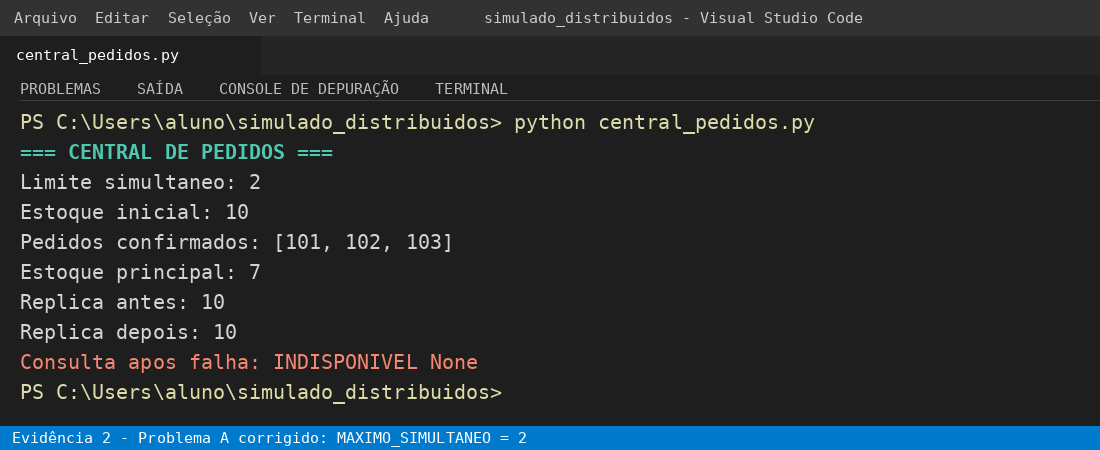 Arquivo Editar Seleção Ver Terminal Ajuda simulado_distribuidos - Visual Studio Code
central_pedidos.py
PROBLEMAS SAÍDA CONSOLE DE DEPURAÇÃO TERMINAL
PS C:\Users\aluno\simulado_distribuidos> python central_pedidos.py
=== CENTRAL DE PEDIDOS ===
Limite simultaneo: 2
Estoque inicial: 10
Pedidos confirmados: [101, 102, 103]
Estoque principal: 7
Replica antes: 10
Replica depois: 10
Consulta apos falha: INDISPONIVEL None
PS C:\Users\aluno\simulado_distribuidos>
Evidência 2 - Problema A corrigido: MAXIMO_SIMULTANEO = 2